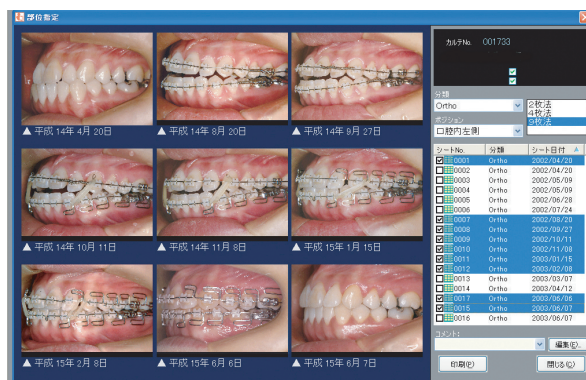 部位指定
▲ 平成 14年 4月 20日
▲ 平成 14年 8月 20日
▲ 平成 14年 9月 27日
▲ 平成 14年 10月 11日
▲ 平成 14年 11月 8日
▲ 平成 15年 1月 15日
▲ 平成 15年 2月 8日
▲ 平成 15年 6月 6日
▲ 平成 15年 6月 7日
カルテNo. 001733
分類
Ortho
2枚法
4枚法
9枚法
ポジション
口腔内左側
シートNo. 分類 シート日付
0001 Ortho 2002/04/20
0002 Ortho 2002/04/20
0003 Ortho 2002/05/09
0004 Ortho 2002/05/09
0005 Ortho 2002/06/28
0006 Ortho 2002/07/24
0007 Ortho 2002/08/20
0008 Ortho 2002/09/27
0009 Ortho 2002/10/11
0010 Ortho 2002/11/08
0011 Ortho 2003/01/15
0012 Ortho 2003/02/08
0013 Ortho 2003/03/07
0014 Ortho 2003/04/12
0017 Ortho 2003/06/06
0015 Ortho 2003/06/07
0016 Ortho 2003/06/07
コメント:
編集(E).
印刷(P)
閉じる(C)